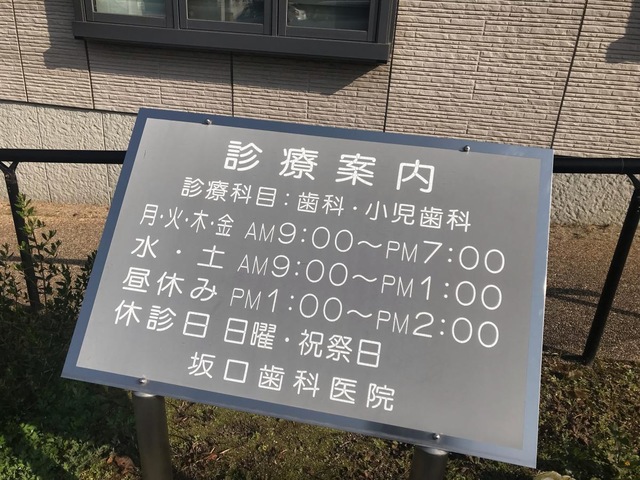 診療案内
診療科目：歯科・小児歯科
月・火・木・金 AM9:00〜PM7:00
水・土 AM9:00〜PM1:00
昼休み PM1:00〜PM2:00
休診日 日曜・祝祭日
坂口歯科医院